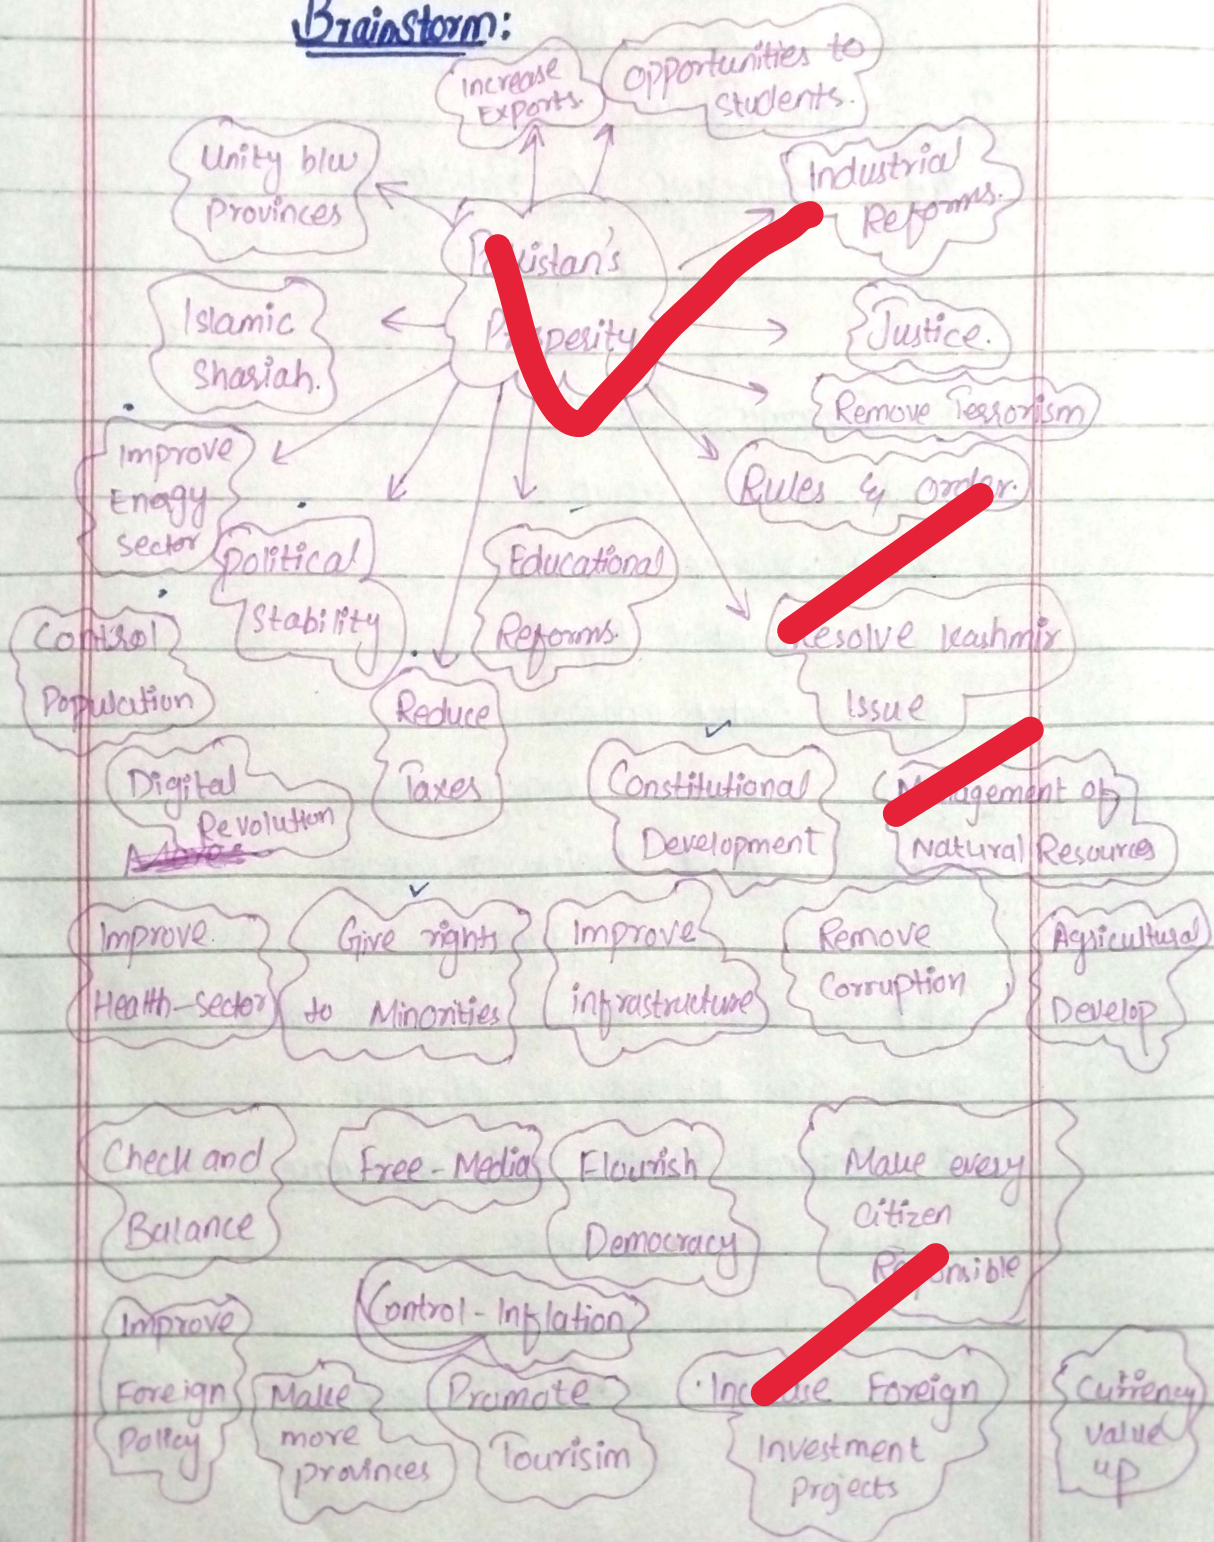 Brainstorm:
Increase
Exports.
Opportunities to
students.
Unity b/w
provinces
Industrial
Reforms.
Pakistan's
Prosperity
Islamic
Shariah.
Justice.
Remove Terrorism
Rules & order.
Improve
Enegy
sector
Political
Stability
Educational
Reforms.
Resolve Kashmir
Issue
Control
Population
Reduce
Taxes
Digital
Revolution
Constitutional
Development
Management of
Natural Resources
Improve
Health-sector
Give rights
to Minorities
Improve
infrastructure
Remove
Corruption
Agricultural
Develop
Check and
Balance
Free-Media
Flourish
Democracy
Make every
Citizen
Responsible
Control-Inflation
Improve
Foreign
Policy
Make
more
provinces
Promote
Tourisim
Increase Foreign
Investment
Projects
Currency
value
up